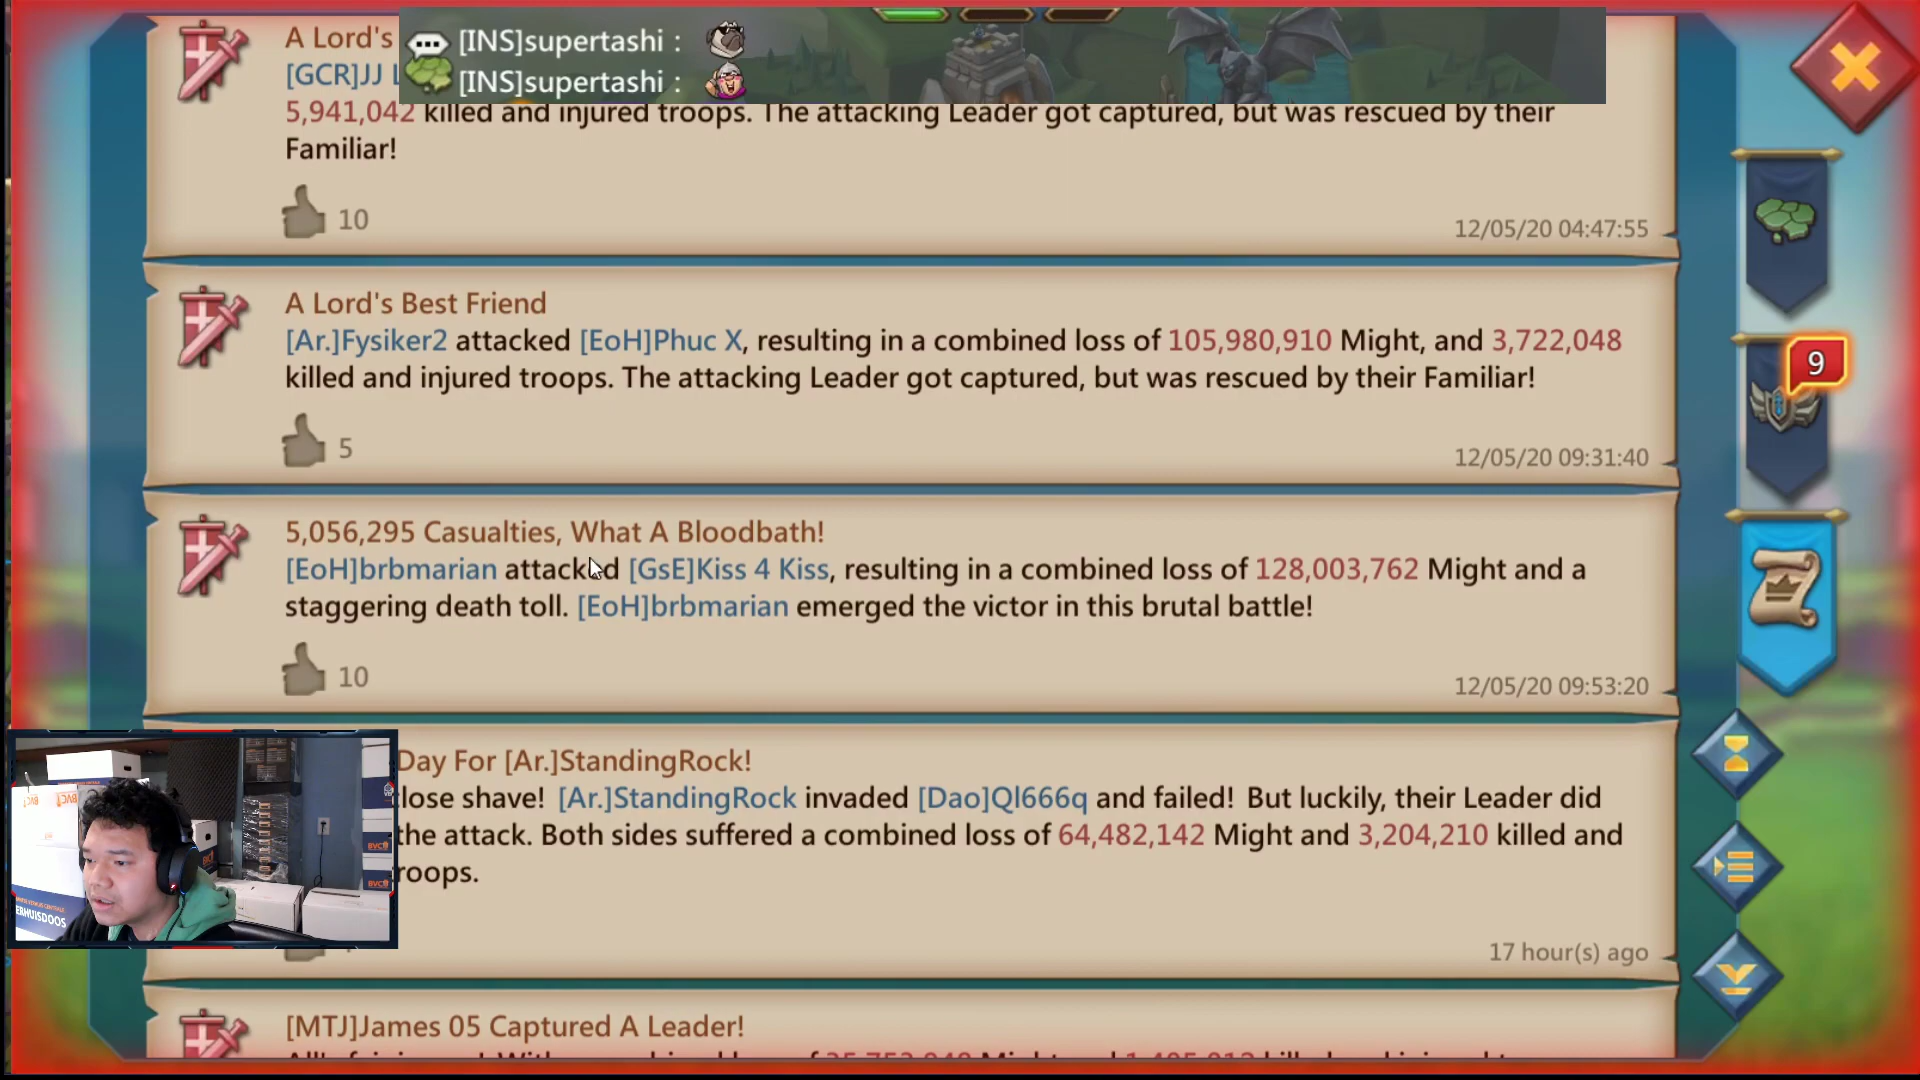 A Lord's
[INS]supertashi :
[GCR]JJ
[INS]supertashi :
5,941,042 killed and injured troops. The attacking Leader got captured, but was rescued by their
Familiar!
10
12/05/20 04:47:55
A Lord's Best Friend
[Ar.]Fysiker2 attacked [EoH]Phuc X, resulting in a combined loss of 105,980,910 Might, and 3,722,048
killed and injured troops. The attacking Leader got captured, but was rescued by their Familiar!
5
12/05/20 09:31:40
9
5,056,295 Casualties, What A Bloodbath!
[EoH]brbmarian attacked [GsE]Kiss 4 Kiss, resulting in a combined loss of 128,003,762 Might and a
staggering death toll. [EoH]brbmarian emerged the victor in this brutal battle!
10
12/05/20 09:53:20
Day For [Ar.]StandingRock!
lose shave! [Ar.]StandingRock invaded [Dao]Ql666q and failed! But luckily, their Leader did
the attack. Both sides suffered a combined loss of 64,482,142 Might and 3,204,210 killed and
roops.
17 hour(s) ago
[MTJ]James 05 Captured A Leader!
ERHUISDOOS